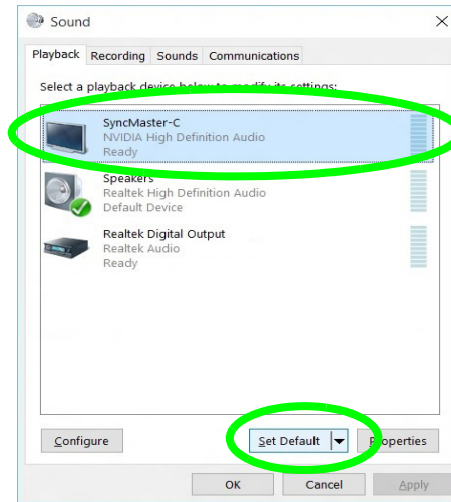 Sound
Playback Recording Sounds Communications
Select a playback device below to modify its settings:
SyncMaster-C
NVIDIA High Definition Audio
Ready
Speakers
Realtek High Definition Audio
Default Device
Realtek Digital Output
Realtek Audio
Ready
Configure Set Default Properties
OK Cancel Apply